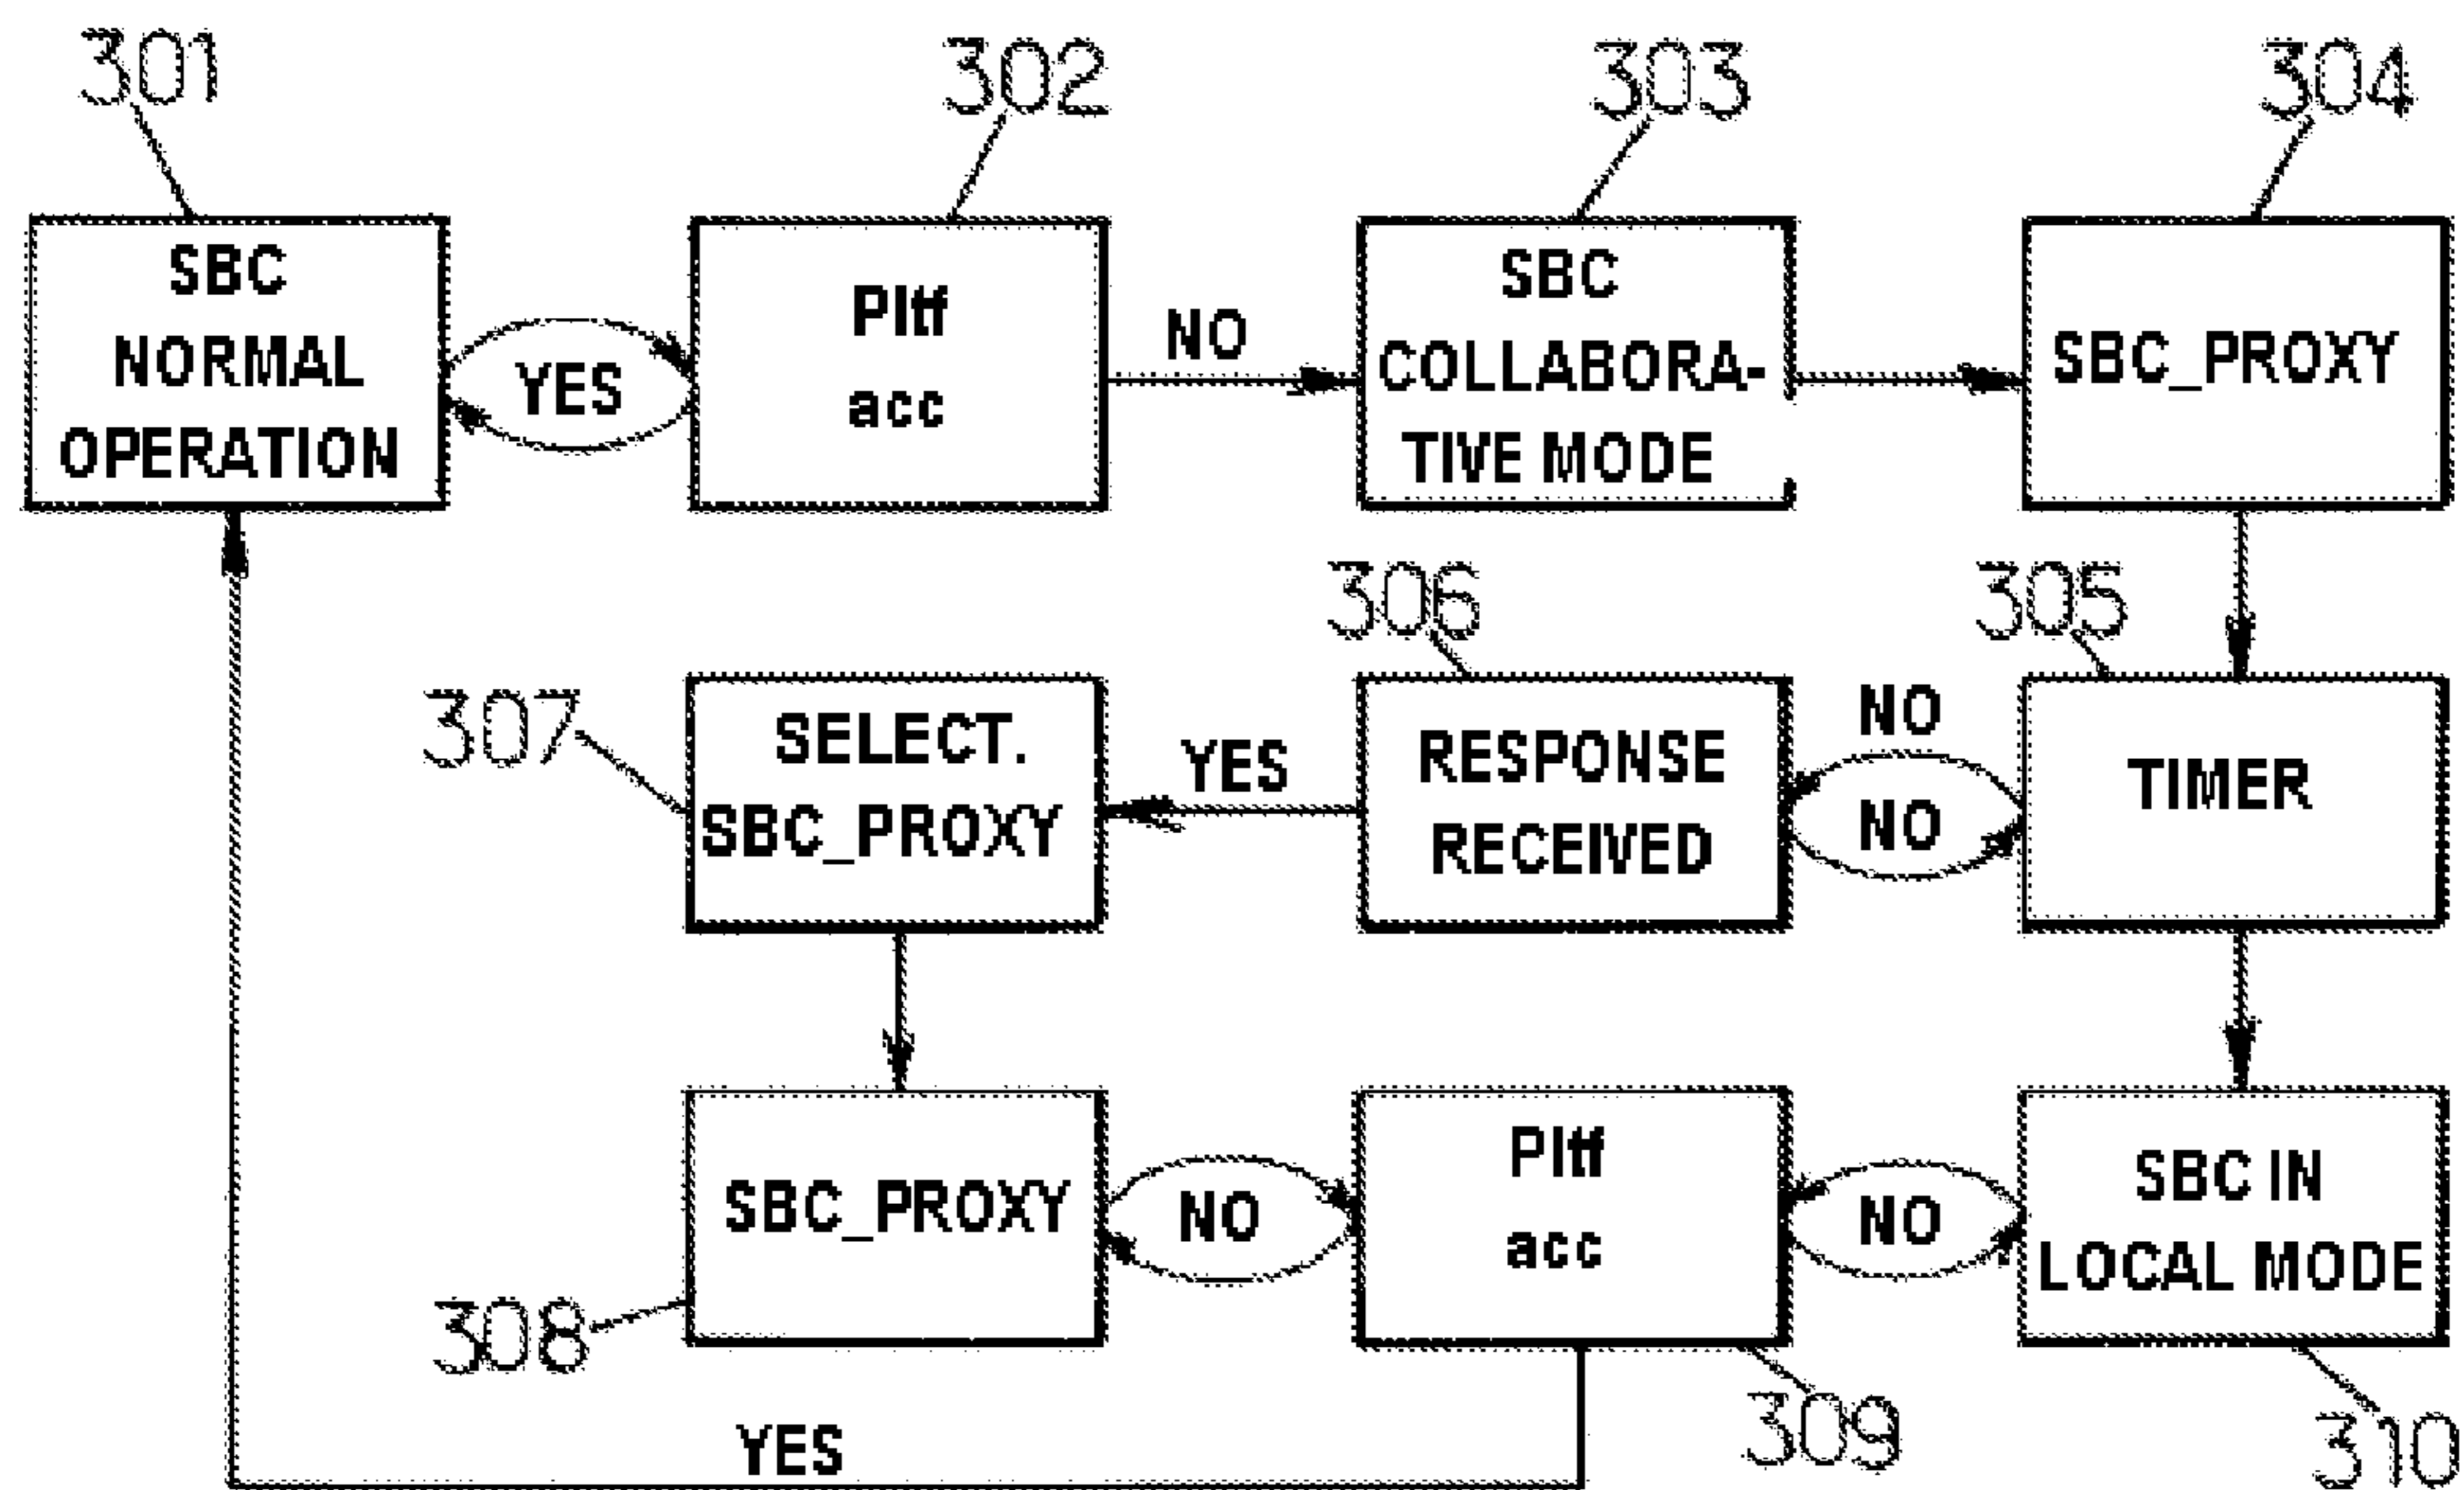 301
302
303
304
SBC
NORMAL
OPERATION
YES
Pltf
acc
NO
SBC
COLLABORA-
TIVE MODE
SBC_PROXY
306
305
307
SELECT.
SBC_PROXY
YES
RESPONSE
RECEIVED
NO
NO
TIMER
SBC_PROXY
NO
Pltf
acc
NO
SBC IN
LOCAL MODE
308
309
310
YES